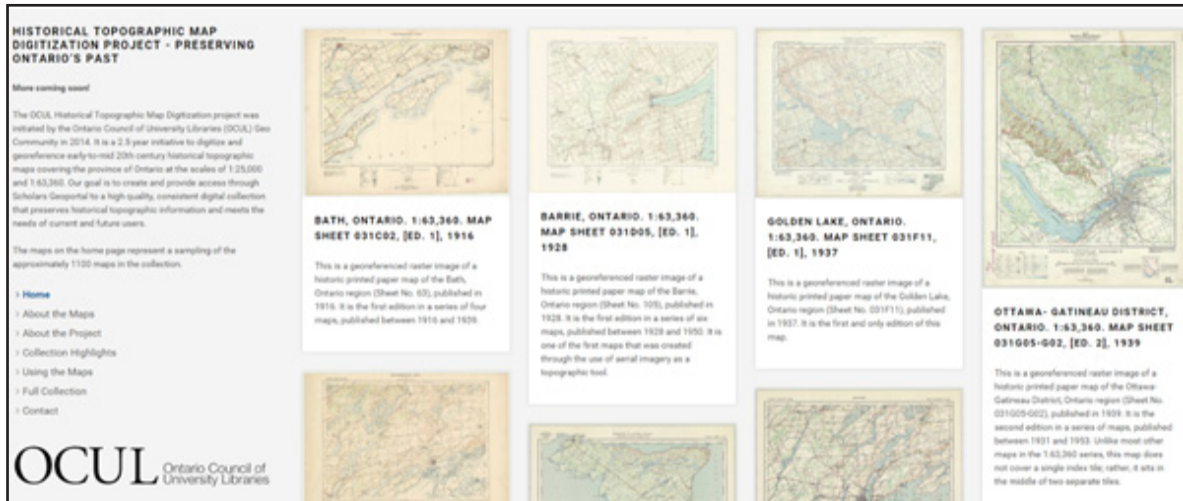 HISTORICAL TOPOGRAPHIC MAP
DIGITIZATION PROJECT - PRESERVING
ONTARIO'S PAST
More coming soon!
The OCUL Historical Topographic Map Digitization project was
initiated by the Ontario Council of University Libraries (OCUL) Geo
Community in 2014. It is a 2.5 year initiative to digitize and
georeference early-to-mid 20th century historical topographic
maps covering the province of Ontario at the scales of 1:25,000
and 1:63,360. Our goal is to create and provide access through
Scholars Geoportal to a high quality, consistent digital collection
that preserves historical topographic information and meets the
needs of current and future users.
The maps on the home page represent a sampling of the
approximately 1100 maps in the collection.
> Home
> About the Maps
> About the Project
> Collection Highlights
> Using the Maps
> Full Collection
> Contact
OCUL Ontario Council of
University Libraries
BATH, ONTARIO. 1:63,360. MAP
SHEET 031C02, [ED. 1], 1916
This is a georeferenced raster image of a
historic printed paper map of the Bath,
Ontario region (Sheet No. 63), published in
1916. It is the first edition in a series of four
maps, published between 1916 and 1939.
BARRIE, ONTARIO. 1:63,360.
MAP SHEET 031D05, [ED. 1],
1928
This is a georeferenced raster image of a
historic printed paper map of the Barrie,
Ontario region (Sheet No. 105), published in
1928. It is the first edition in a series of six
maps, published between 1928 and 1950. It is
one of the first maps that was created
through the use of aerial imagery as a
topographic tool.
GOLDEN LAKE, ONTARIO.
1:63,360. MAP SHEET 031F11,
[ED. 1], 1937
This is a georeferenced raster image of a
historic printed paper map of the Golden Lake,
Ontario region (Sheet No. 031F11), published
in 1937. It is the first and only edition of this
map.
OTTAWA- GATINEAU DISTRICT,
ONTARIO. 1:63,360. MAP SHEET
031G05-G02, [ED. 2], 1939
This is a georeferenced raster image of a
historic printed paper map of the Ottawa-
Gatineau District, Ontario region (Sheet No.
031G05-G02), published in 1939. It is the
second edition in a series of maps, published
between 1931 and 1953. Unlike most other
maps in the 1:63,360 series, this map does
not cover a single index tile; rather, it sits in
the middle of two separate tiles.